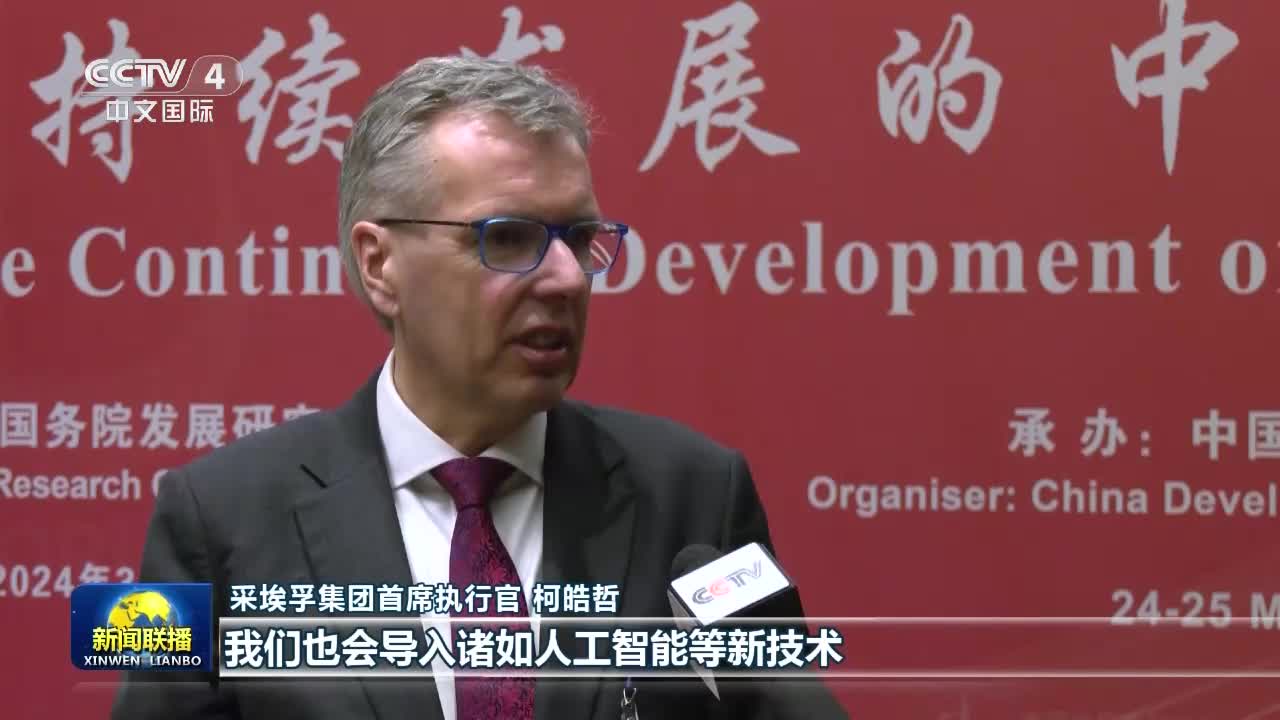 持续发展的中
CCTV 4
中文国际
e Contin Development o
国务院发展研究
承 办：中国
Research
Organiser: China Devel
2024年3
24-25 M
采埃孚集团首席执行官 柯皓哲
新闻联播
XINWEN LIANBO
我们也会导入诸如人工智能等新技术
CCTV